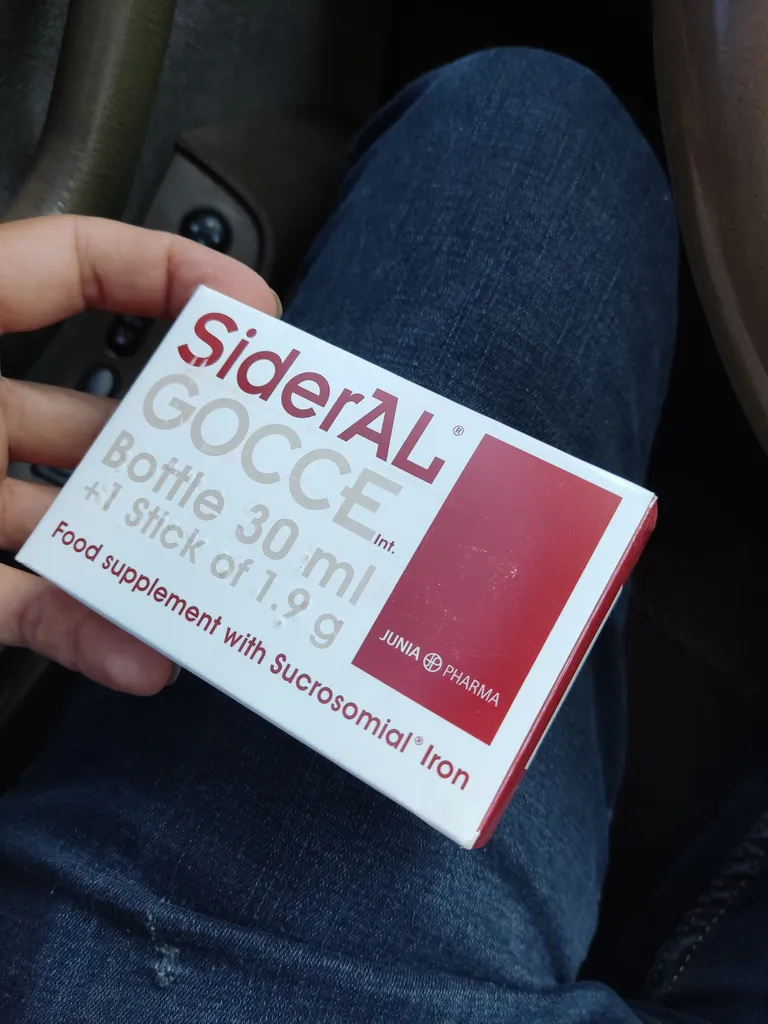 SiderAL®
GOCCE Int.
Bottle 30 ml
+1 Stick of 1.9 g
Food supplement with Sucrosomial® Iron
JUNIA PHARMA